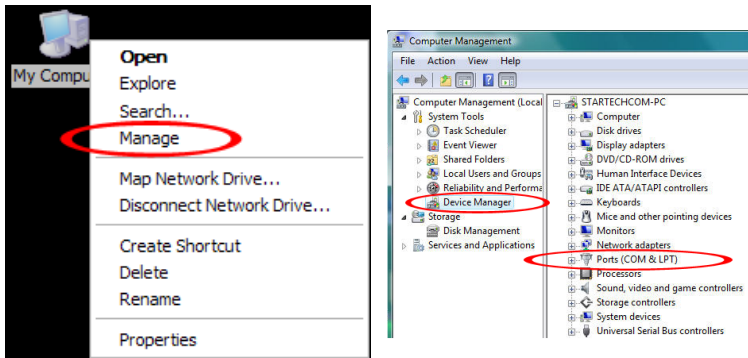 My Compu
Open
Explore
Search...
Manage
Map Network Drive...
Disconnect Network Drive...
Create Shortcut
Delete
Rename
Properties
Computer Management
File Action View Help
Computer Management (Local
System Tools
Task Scheduler
Event Viewer
Shared Folders
Local Users and Groups
Reliability and Performa
Device Manager
Storage
Disk Management
Services and Applications
STARTECHCOM-PC
Computer
Disk drives
Display adapters
DVD/CD-ROM drives
Human Interface Devices
IDE ATA/ATAPI controllers
Keyboards
Mice and other pointing devices
Monitors
Network adapters
Ports (COM & LPT)
Processors
Sound, video and game controllers
Storage controllers
System devices
Universal Serial Bus controllers